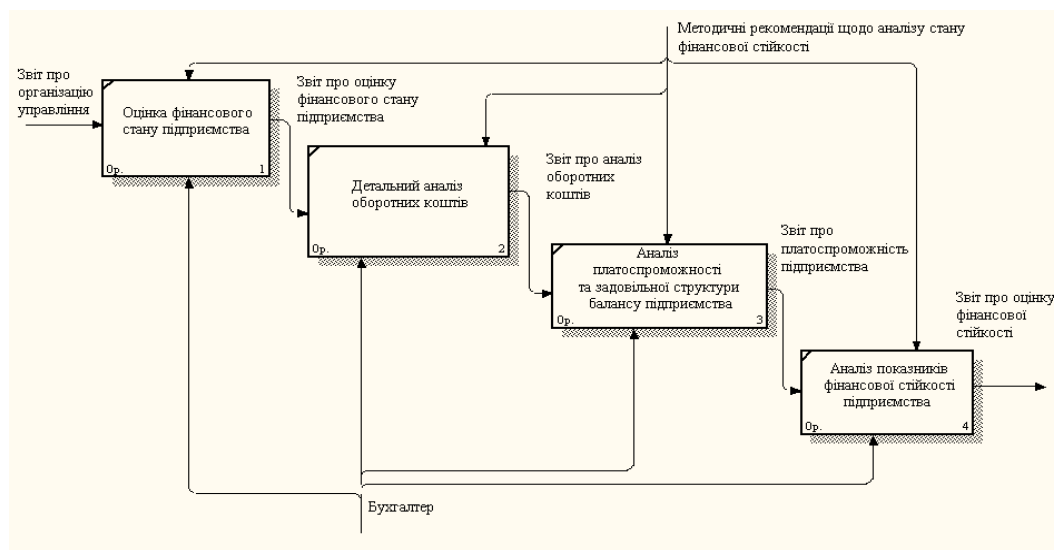 Методичні рекомендації щодо аналізу стану
фінансової стійкості
Звіт про
організацію
управління
Оцінка фінансового
стану підприємства
0р.
1
Звіт про оцінку
фінансового стану
підприємства
Детальний аналіз
оборотних коштів
0р.
2
Звіт про аналіз
оборотних
коштів
Аналіз
платоспроможності
та задовільної структури
балансу підприємства
0р.
3
Звіт про
платоспроможність
підприємства
Аналіз показників
фінансової стійкості
підприємства
0р.
4
Звіт про оцінку
фінансової
стійкості
Бухгалтер